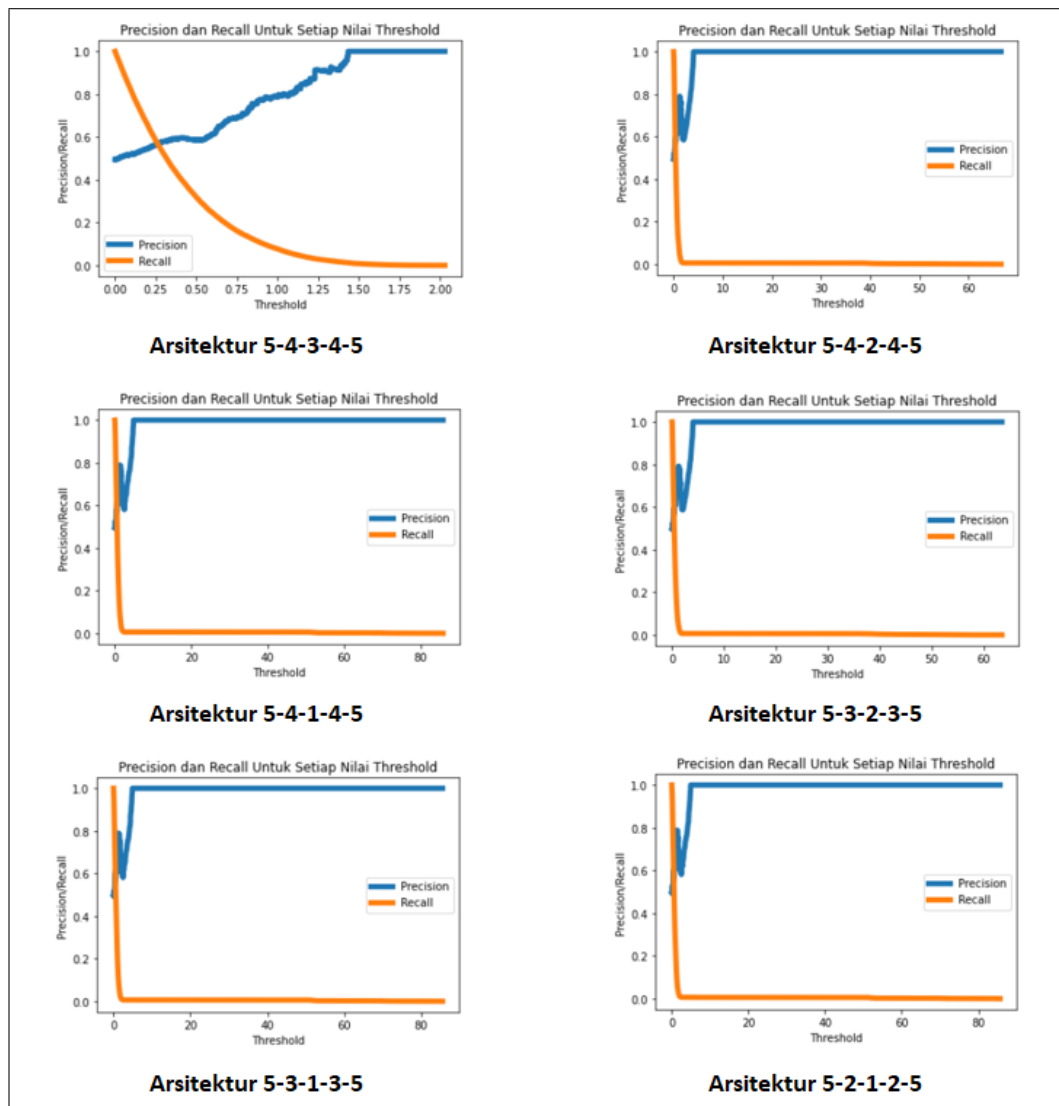 Precision dan Recall Untuk Setiap Nilai Threshold
1.0
0.8
0.6
0.4
0.2
0.0
Precision/Recall
Precision
Recall
0.00 0.25 0.50 0.75 1.00 1.25 1.50 1.75 2.00
Threshold
Arsitektur 5-4-3-4-5
Precision dan Recall Untuk Setiap Nilai Threshold
1.0
0.8
0.6
0.4
0.2
0.0
Precision/Recall
Precision
Recall
0 10 20 30 40 50 60
Threshold
Arsitektur 5-4-2-4-5
Precision dan Recall Untuk Setiap Nilai Threshold
1.0
0.8
0.6
0.4
0.2
0.0
Precision/Recall
Precision
Recall
0 20 40 60 80
Threshold
Arsitektur 5-4-1-4-5
Precision dan Recall Untuk Setiap Nilai Threshold
1.0
0.8
0.6
0.4
0.2
0.0
Precision/Recall
Precision
Recall
0 10 20 30 40 50 60
Threshold
Arsitektur 5-3-2-3-5
Precision dan Recall Untuk Setiap Nilai Threshold
1.0
0.8
0.6
0.4
0.2
0.0
Precision/Recall
Precision
Recall
0 20 40 60 80
Threshold
Arsitektur 5-3-1-3-5
Precision dan Recall Untuk Setiap Nilai Threshold
1.0
0.8
0.6
0.4
0.2
0.0
Precision/Recall
Precision
Recall
0 20 40 60 80
Threshold
Arsitektur 5-2-1-2-5